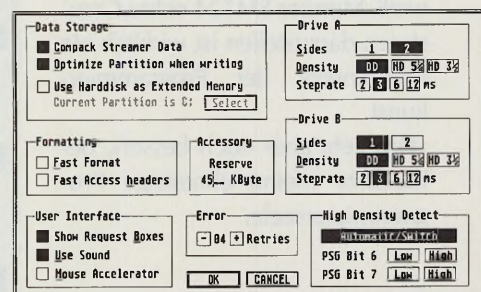 Data Storage
Compack Streamer Data
Optimize Partition when writing
Use Harddisk as Extended Memory
Current Partition is C: Select
Formatting
Fast Format
Fast Access headers
Accessory
Reserve
45__ KByte
User Interface
Show Request Boxes
Use Sound
Mouse Accelerator
Error
- 04 + Retries
OK CANCEL
Drive A
Sides 1 2
Density DD HD 5¼ HD 3½
Steprate 2 3 6 12 ms
Drive B
Sides 1 2
Density DD HD 5¼ HD 3½
Steprate 2 3 6 12 ms
High Density Detect
Automatic/Switch
PSG Bit 6 Low High
PSG Bit 7 Low High